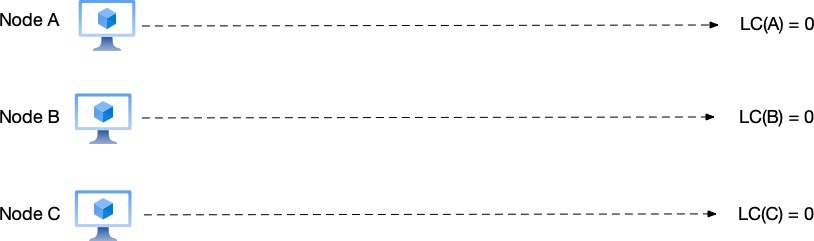 Node A LC(A) = 0
Node B LC(B) = 0
Node C LC(C) = 0